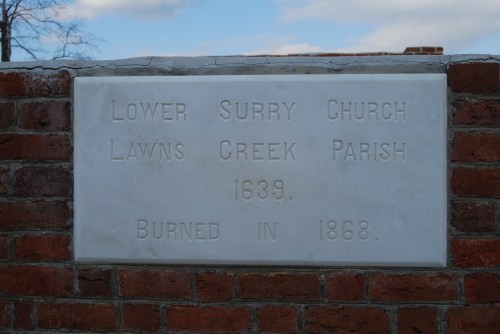 LOWER SURRY CHURCH
LAWNS CREEK PARISH
1639.
BURNED IN 1868.